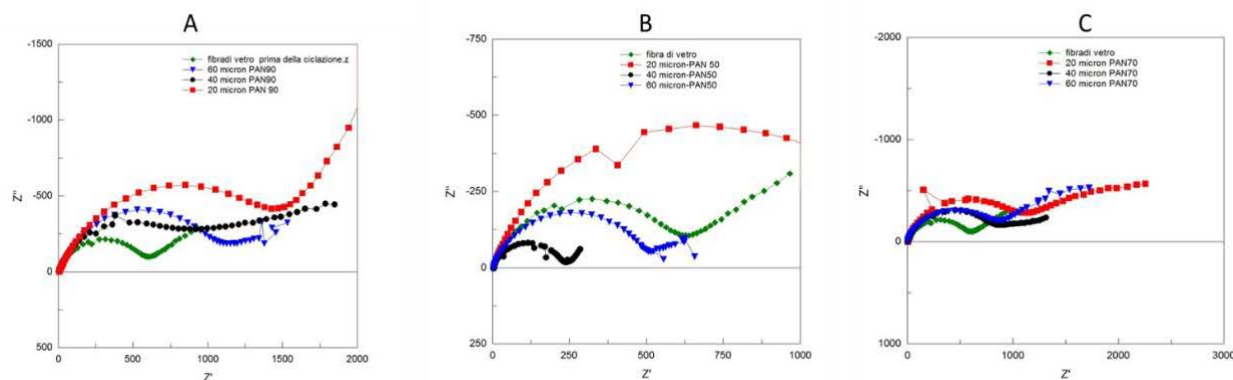 A
-1500
-1000
-500
0
500
Z''
0
500
1000
1500
2000
Z'
fibradi vetro prima della ciclazione.z
60 micron PAN90
40 micron PAN90
20 micron PAN 90
B
-750
-500
-250
0
250
Z''
0
250
500
750
1000
Z'
fibra di vetro
20 micron-PAN 50
40 micron-PAN50
60 micron-PAN50
C
-2000
-1000
0
1000
Z''
0
1000
2000
3000
Z'
fibradi vetro
20 micron PAN70
40 micron PAN70
60 micron PAN70